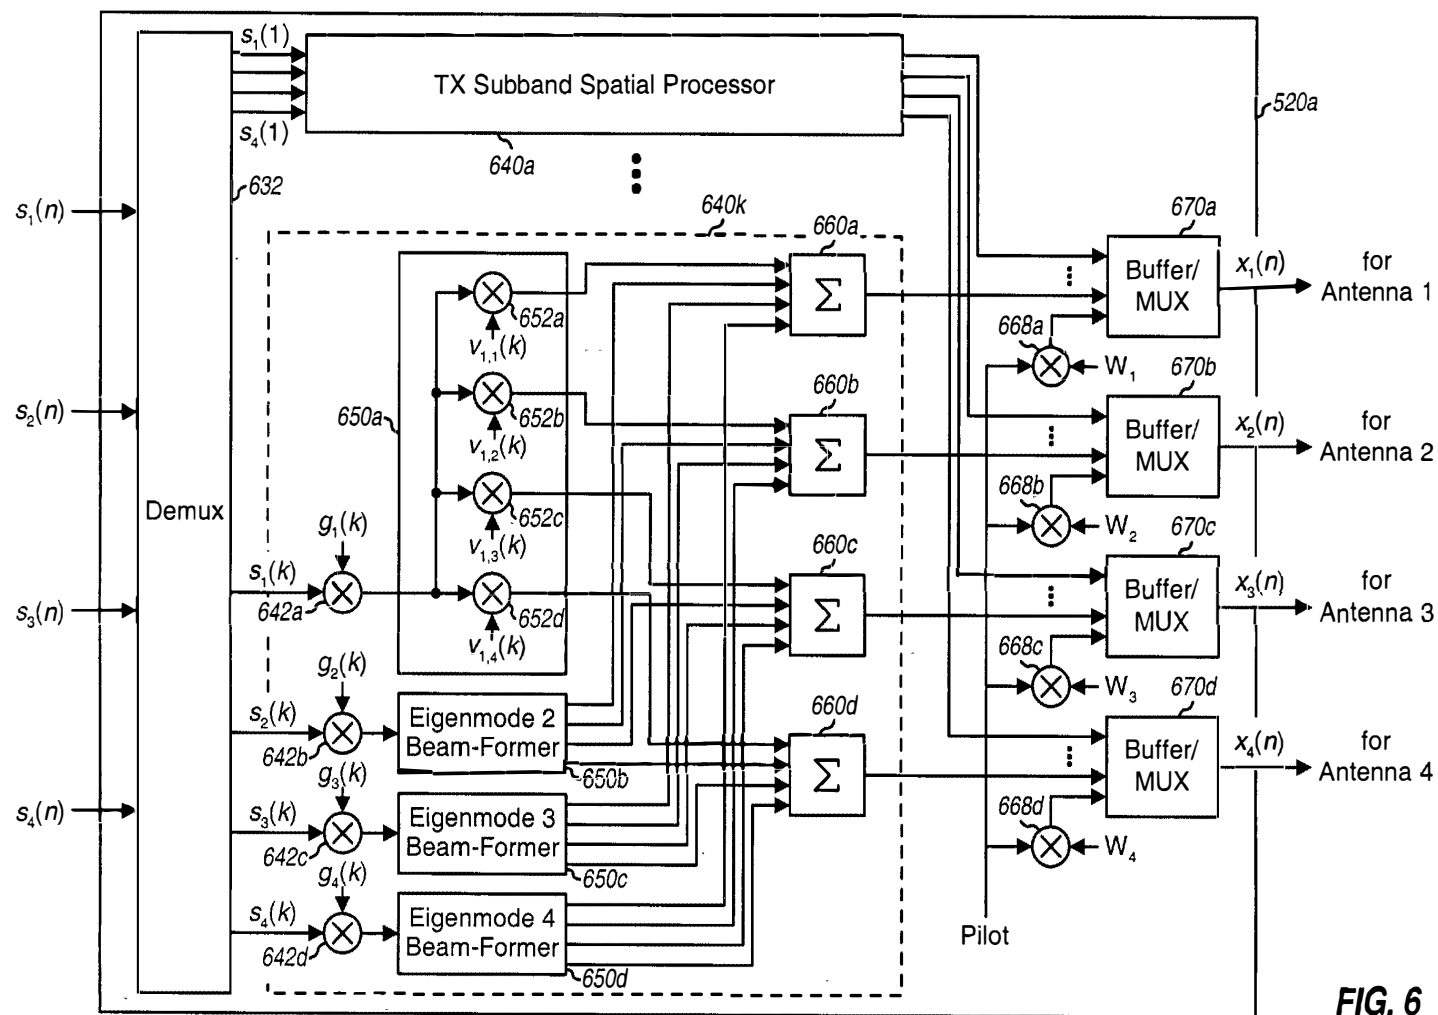 s₁(1)
TX Subband Spatial Processor
520a
s₄(1)
640a
632
s₁(n)
640k
660a
670a
Σ
Buffer/
MUX
x₁(n)
for
Antenna 1
652a
668a
v₁,₁(k)
W₁
s₂(n)
650a
652b
660b
670b
Σ
Buffer/
MUX
x₂(n)
for
Antenna 2
v₁,₂(k)
668b
Demux
g₁(k)
652c
W₂
v₁,₃(k)
660c
670c
s₁(k)
642a
s₃(n)
652d
Σ
Buffer/
MUX
x₃(n)
for
Antenna 3
v₁,₄(k)
668c
g₂(k)
W₃
s₂(k)
642b
Eigenmode 2
Beam-Former
650b
660d
670d
Σ
Buffer/
MUX
x₄(n)
for
Antenna 4
g₃(k)
s₄(n)
s₃(k)
642c
Eigenmode 3
Beam-Former
650c
668d
W₄
g₄(k)
s₄(k)
642d
Eigenmode 4
Beam-Former
650d
Pilot
FIG. 6